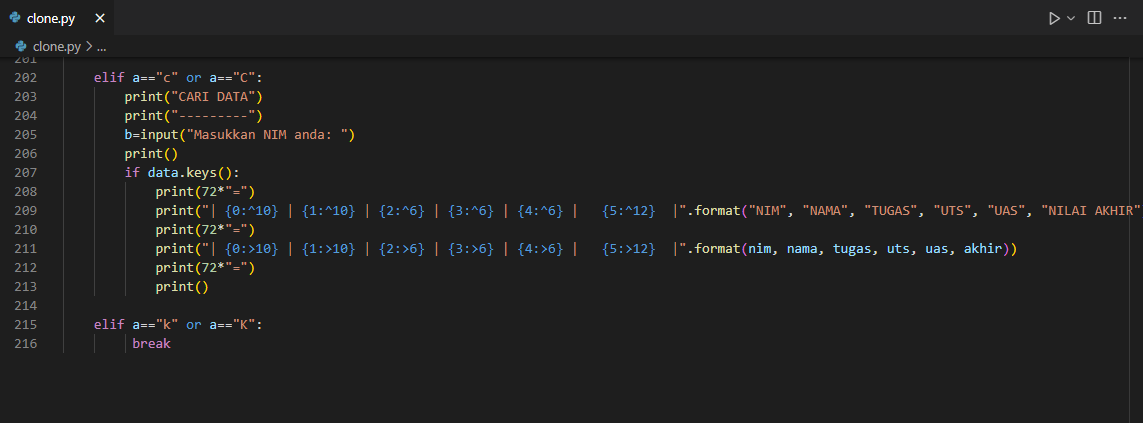 clone.py
clone.py > ...
201
202 elif a=="c" or a=="C":
203 print("CARI DATA")
204 print("---------")
205 b=input("Masukkan NIM anda: ")
206 print()
207 if data.keys():
208 print(72*"=")
209 print("| {0:^10} | {1:^10} | {2:^6} | {3:^6} | {4:^6} |   {5:^12}  |".format("NIM", "NAMA", "TUGAS", "UTS", "UAS", "NILAI AKHIR"
210 print(72*"=")
211 print("| {0:>10} | {1:>10} | {2:>6} | {3:>6} | {4:>6} |   {5:>12}  |".format(nim, nama, tugas, uts, uas, akhir))
212 print(72*"=")
213 print()
214
215 elif a=="k" or a=="K":
216 break